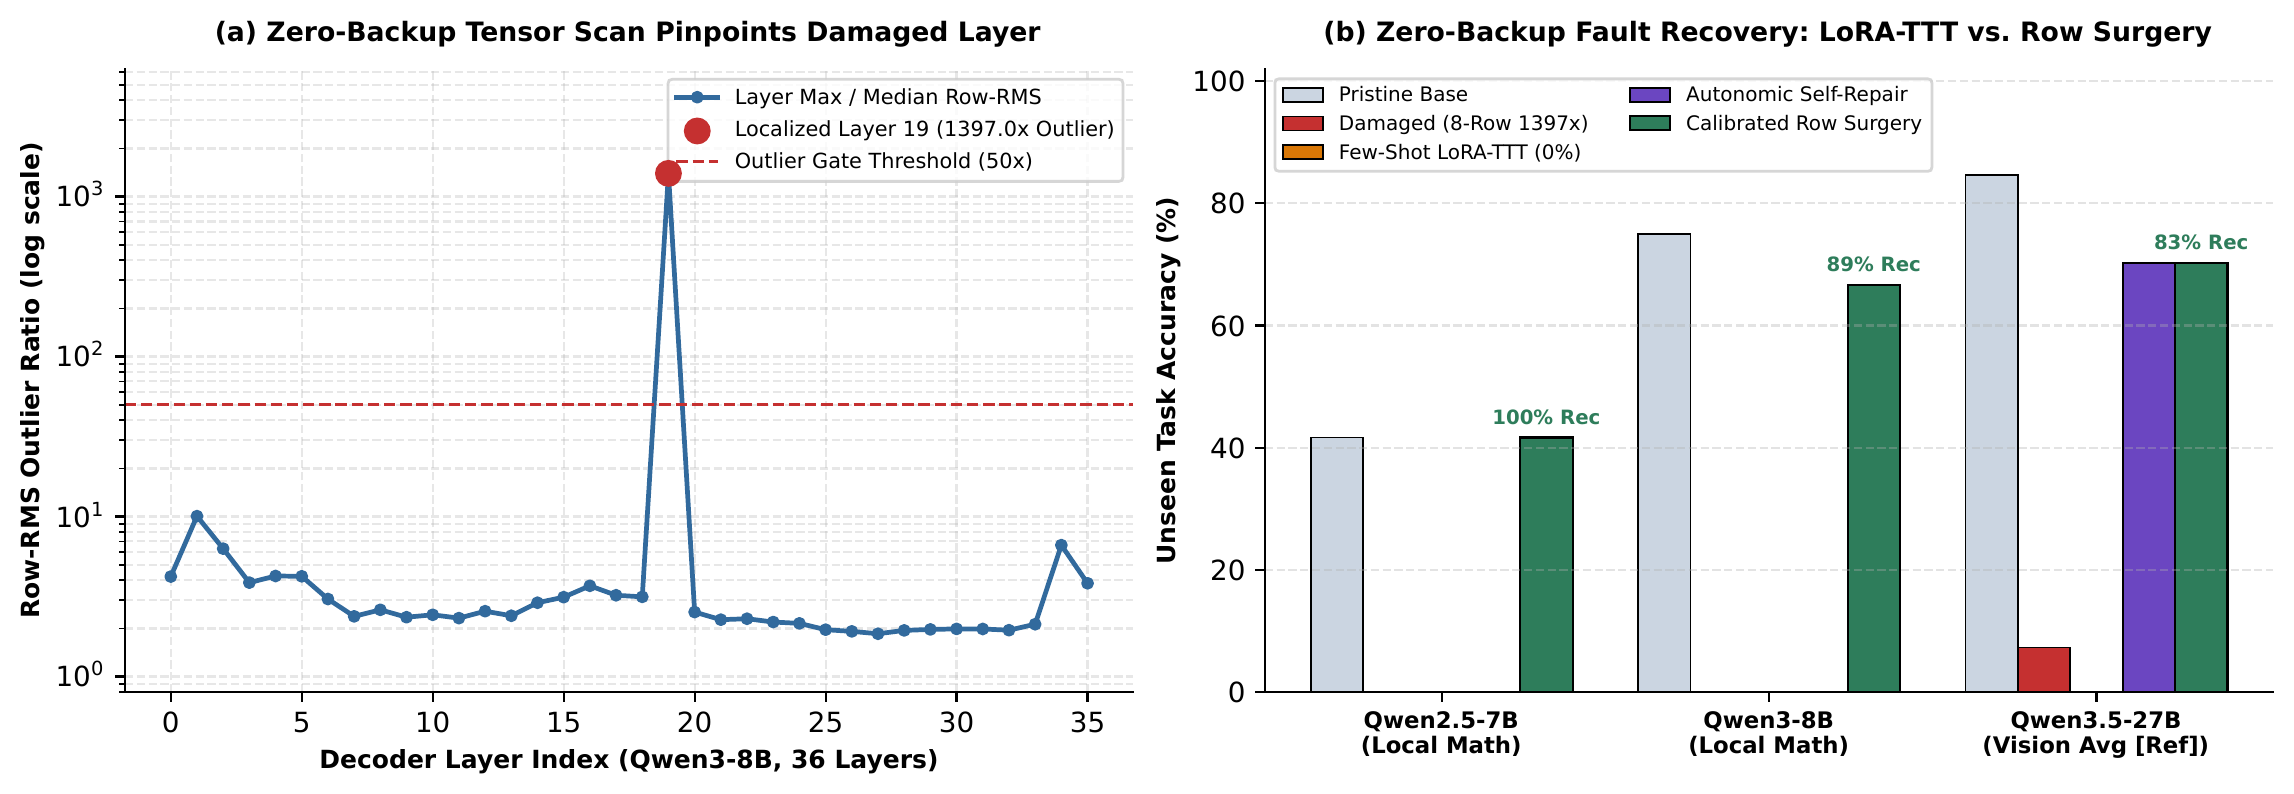 (a) Zero-Backup Tensor Scan Pinpoints Damaged Layer
Row-RMS Outlier Ratio (log scale)
10³
10²
10¹
10⁰
Layer Max / Median Row-RMS
Localized Layer 19 (1397.0x Outlier)
Outlier Gate Threshold (50x)
0 5 10 15 20 25 30 35
Decoder Layer Index (Qwen3-8B, 36 Layers)
(b) Zero-Backup Fault Recovery: LoRA-TTT vs. Row Surgery
Unseen Task Accuracy (%)
100
80
60
40
20
0
Pristine Base
Damaged (8-Row 1397x)
Few-Shot LoRA-TTT (0%)
Autonomic Self-Repair
Calibrated Row Surgery
100% Rec
89% Rec
83% Rec
Qwen2.5-7B
(Local Math)
Qwen3-8B
(Local Math)
Qwen3.5-27B
(Vision Avg [Ref])